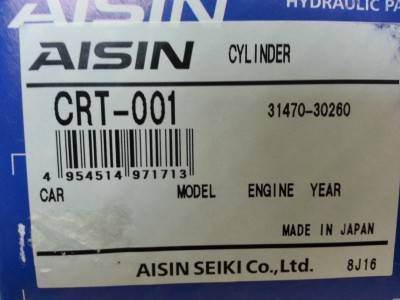 HYDRAULIC PA
AISIN CYLINDER
CRT-001 31470-30260
4 954514 971713
CAR MODEL ENGINE YEAR
MADE IN JAPAN
AISIN SEIKI Co.,Ltd. 8J16